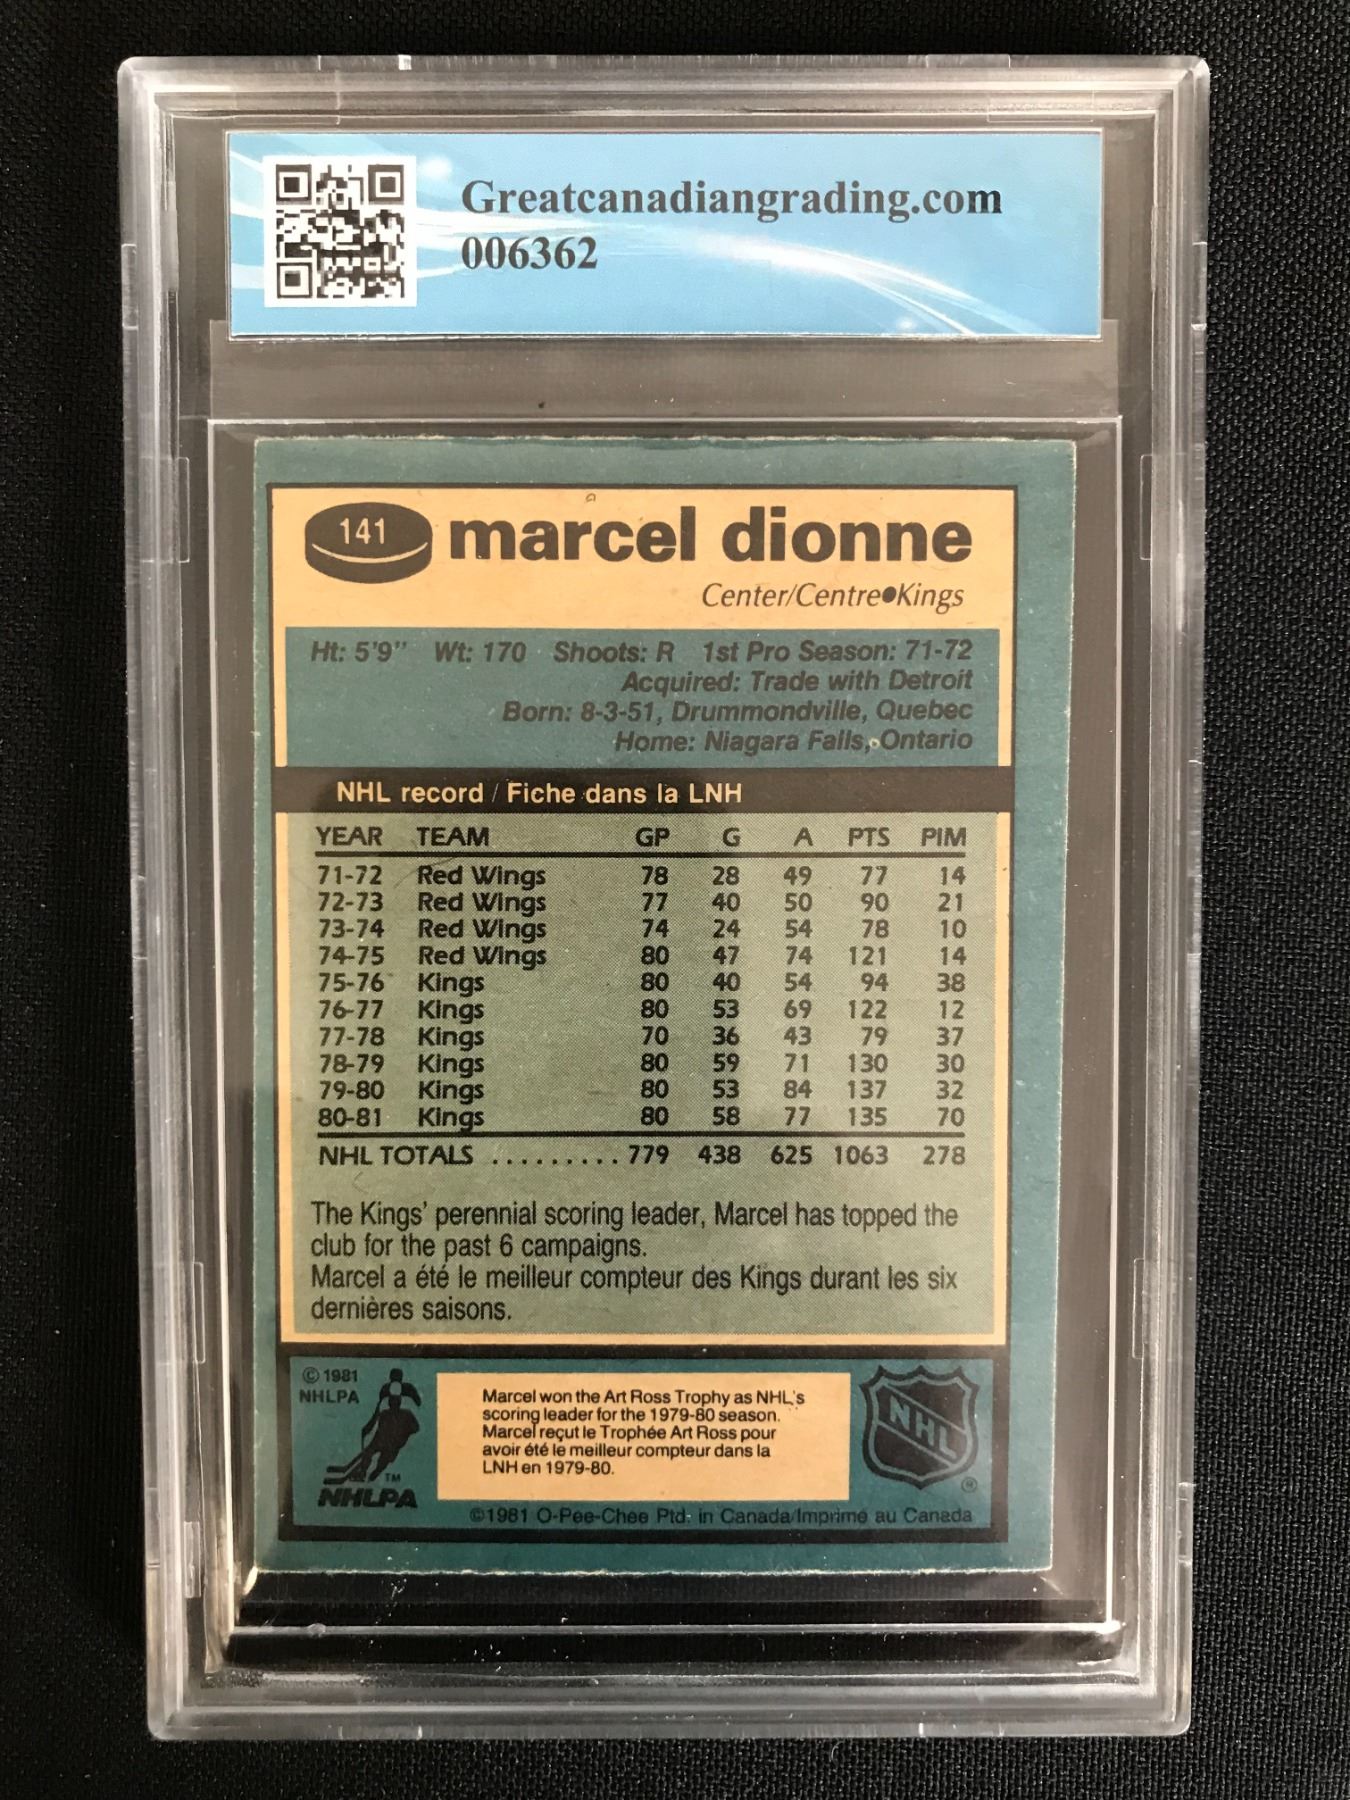 Greatcanadiangrading.com
006362
141 marcel dionne
Center/Centre●Kings
Ht: 5'9" Wt: 170 Shoots: R 1st Pro Season: 71-72
Acquired: Trade with Detroit
Born: 8-3-51, Drummondville, Quebec
Home: Niagara Falls, Ontario
NHL record / Fiche dans la LNH
YEAR TEAM GP G A PTS PIM
71-72 Red Wings 78 28 49 77 14
72-73 Red Wings 77 40 50 90 21
73-74 Red Wings 74 24 54 78 10
74-75 Red Wings 80 47 74 121 14
75-76 Kings 80 40 54 94 38
76-77 Kings 80 53 69 122 12
77-78 Kings 70 36 43 79 37
78-79 Kings 80 59 71 130 30
79-80 Kings 80 53 84 137 32
80-81 Kings 80 58 77 135 70
NHL TOTALS .......... 779 438 625 1063 278
The Kings' perennial scoring leader, Marcel has topped the
club for the past 6 campaigns.
Marcel a été le meilleur compteur des Kings durant les six
dernières saisons.
© 1981
NHLPA
TM
NHLPA
Marcel won the Art Ross Trophy as NHL's
scoring leader for the 1979-80 season.
Marcel reçut le Trophée Art Ross pour
avoir été le meilleur compteur dans la
LNH en 1979-80.
NHL
®
©1981 O-Pee-Chee Ptd. in Canada/Imprimé au Canada